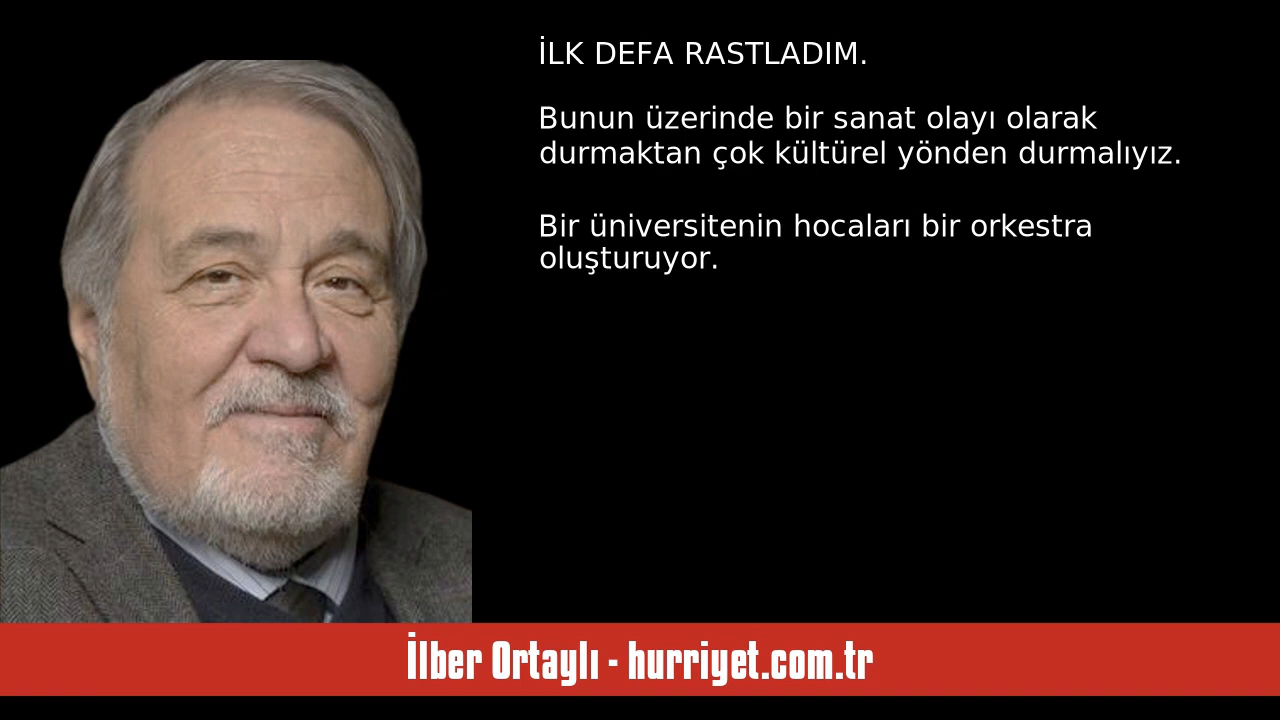 İLK DEFA RASTLADIM.
Bunun üzerinde bir sanat olayı olarak
durmaktan çok kültürel yönden durmalıyız.
Bir üniversitenin hocaları bir orkestra
oluşturuyor.
İlber Ortaylı - hurriyet.com.tr